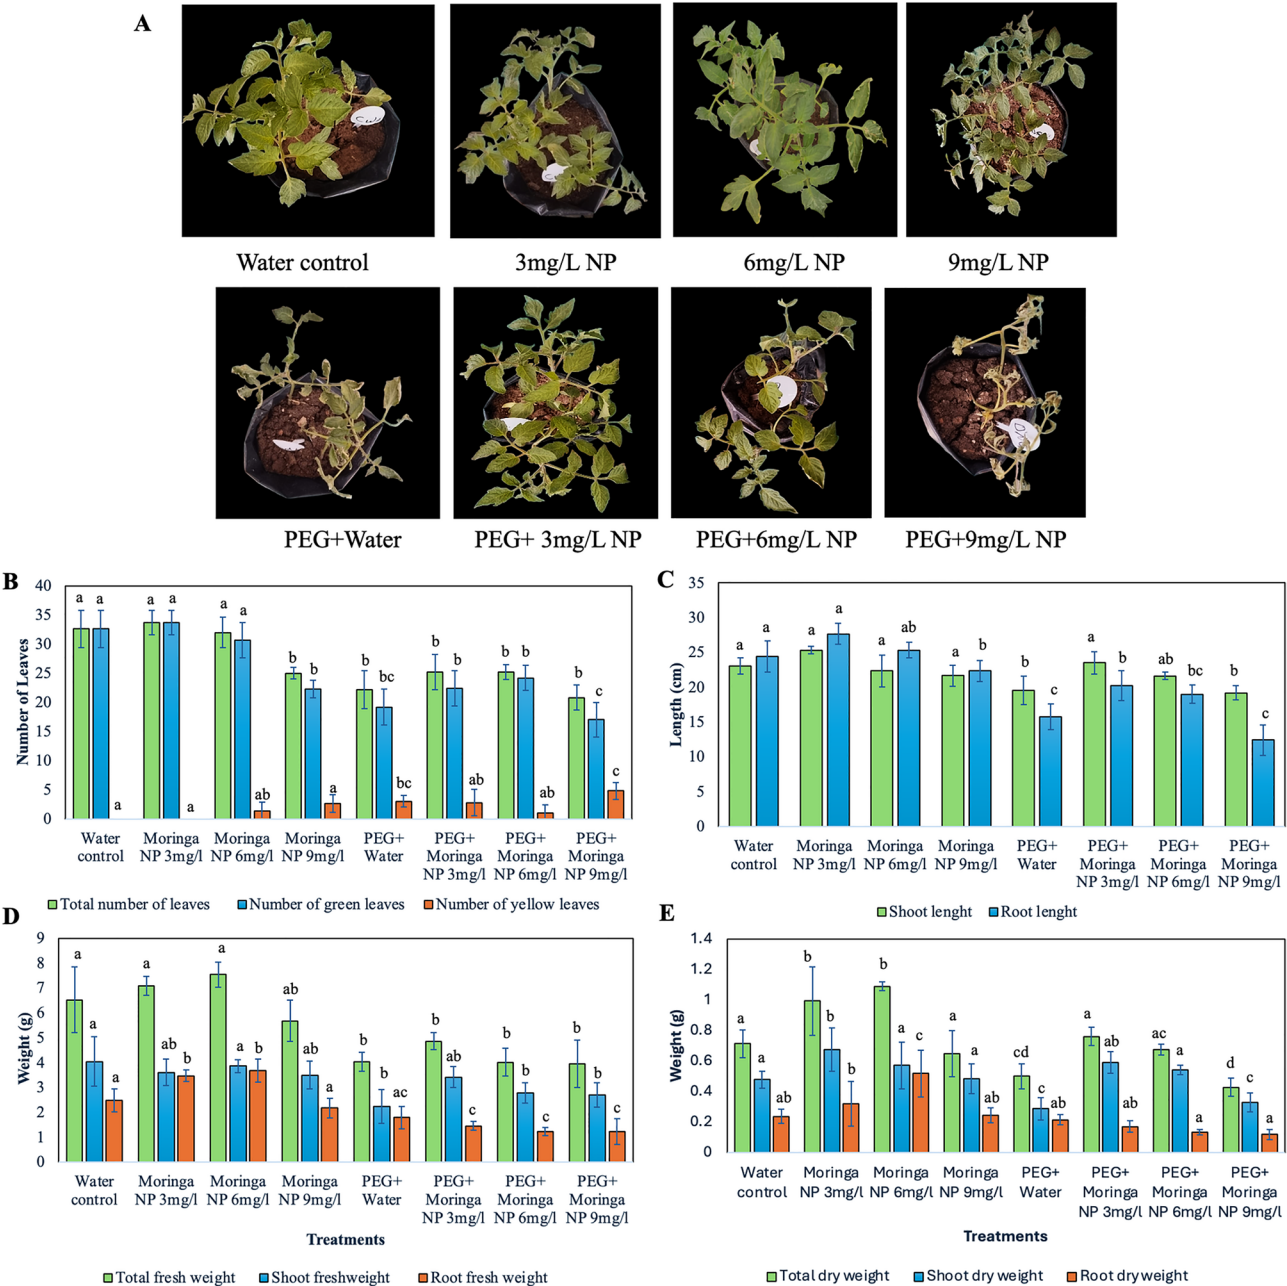 A
Water control
3mg/L NP
6mg/L NP
9mg/L NP
PEG+Water
PEG+ 3mg/L NP
PEG+6mg/L NP
PEG+9mg/L NP
B
Number of Leaves
40
35
30
25
20
15
10
5
0
a a a
a a a
a a ab
b b a
b bc bc
b b ab
b b ab
b c c
Water control
Moringa NP 3mg/l
Moringa NP 6mg/l
Moringa NP 9mg/l
PEG+ Water
PEG+ Moringa NP 3mg/l
PEG+ Moringa NP 6mg/l
PEG+ Moringa NP 9mg/l
Total number of leaves
Number of green leaves
Number of yellow leaves
C
Length (cm)
35
30
25
20
15
10
5
0
a a
a a
a ab
a b
b c
a b
ab bc
b c
Water control
Moringa NP 3mg/l
Moringa NP 6mg/l
Moringa NP 9mg/l
PEG+ Water
PEG+ Moringa NP 3mg/l
PEG+ Moringa NP 6mg/l
PEG+ Moringa NP 9mg/l
Shoot lenght
Root lenght
D
Weight (g)
9
8
7
6
5
4
3
2
1
0
a a a
a ab b
a a b
ab ab a
b b ac
b ab c
b b c
b b c
Water control
Moringa NP 3mg/l
Moringa NP 6mg/l
Moringa NP 9mg/l
PEG+ Water
PEG+ Moringa NP 3mg/l
PEG+ Moringa NP 6mg/l
PEG+ Moringa NP 9mg/l
Treatments
Total fresh weight
Shoot freshweight
Root fresh weight
E
Weight (g)
1.4
1.2
1
0.8
0.6
0.4
0.2
0
a a ab
b b b
b a c
a a ab
cd c ab
a ab ab
ac a a
d c a
Water control
Moringa NP 3mg/l
Moringa NP 6mg/l
Moringa NP 9mg/l
PEG+ Water
PEG+ Moringa NP 3mg/l
PEG+ Moringa NP 6mg/l
PEG+ Moringa NP 9mg/l
Treatments
Total dry weight
Shoot dry weight
Root dry weight